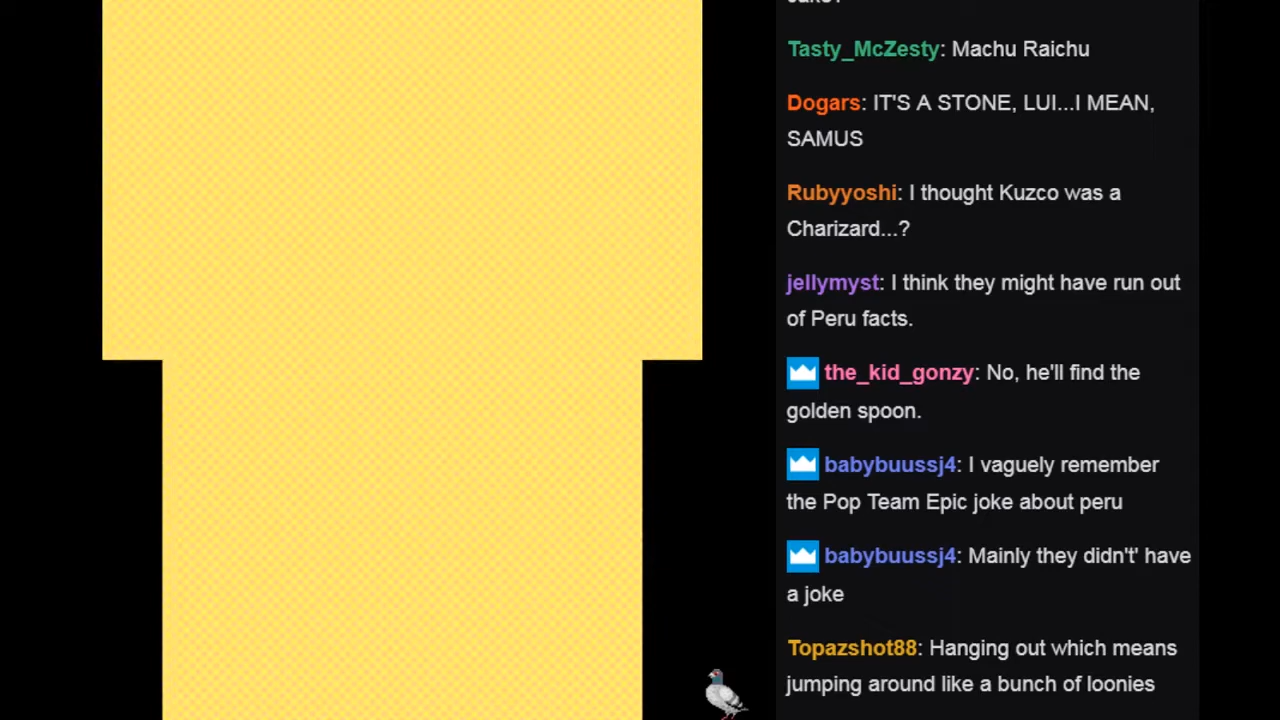 Tasty_McZesty: Machu Raichu
Dogars: IT'S A STONE, LUI...I MEAN,
SAMUS
Rubyyoshi: I thought Kuzco was a
Charizard...?
jellymyst: I think they might have run out
of Peru facts.
the_kid_gonzy: No, he'll find the
golden spoon.
babybuussj4: I vaguely remember
the Pop Team Epic joke about peru
babybuussj4: Mainly they didn't' have
a joke
Topazshot88: Hanging out which means
jumping around like a bunch of loonies